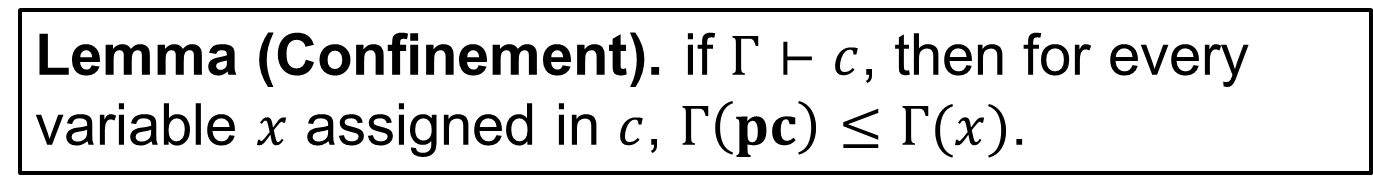 Lemma (Confinement). if Γ ⊢ c, then for every
variable x assigned in c, Γ(pc) ≤ Γ(x).